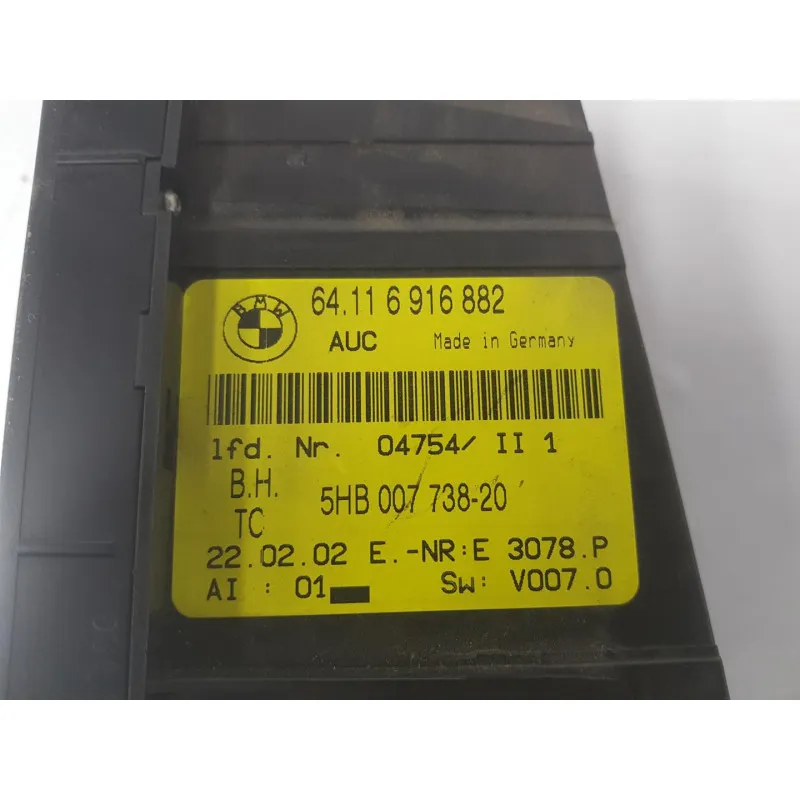 BMW
64.11 6 916 882
AUC Made in Germany
lfd. Nr. 04754/ II 1
B.H. 5HB 007 738-20
TC
22.02.02 E.-NR:E 3078.P
AI : 01 Sw: V007.0